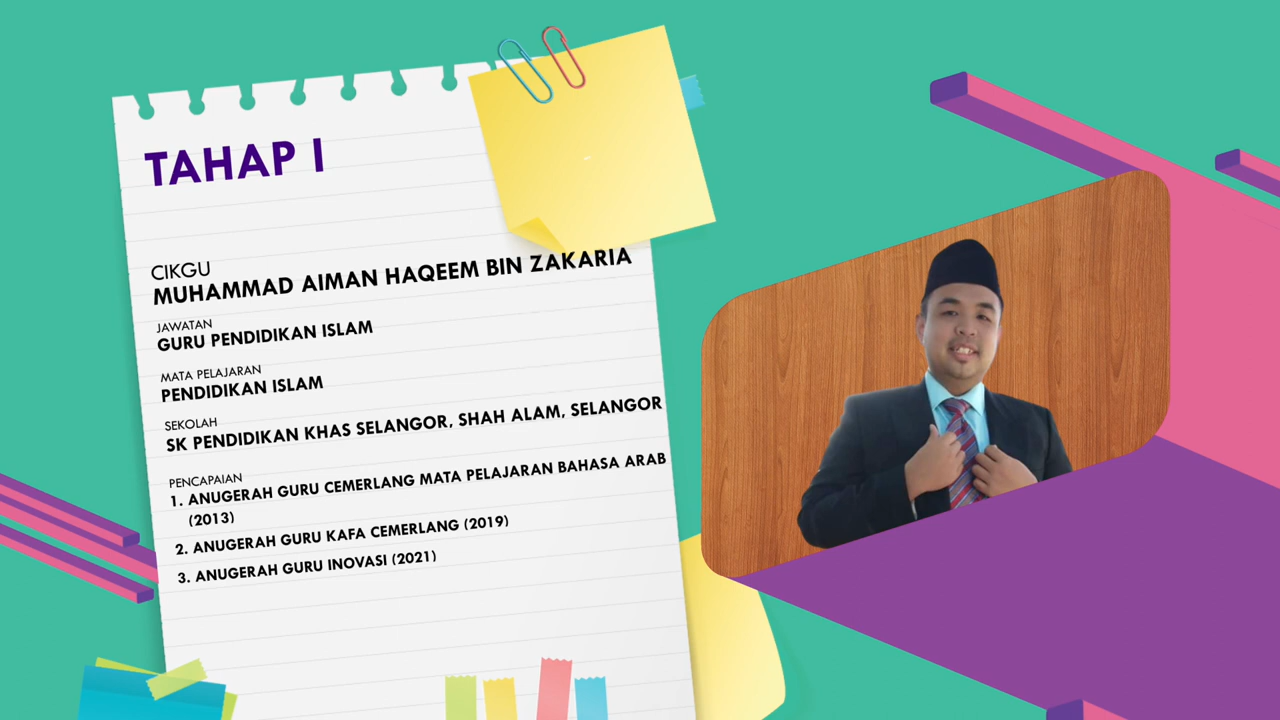 TAHAP I
CIKGU
MUHAMMAD AIMAN HAQEEM BIN ZAKARIA
JAWATAN
GURU PENDIDIKAN ISLAM
MATA PELAJARAN
PENDIDIKAN ISLAM
SEKOLAH
SK PENDIDIKAN KHAS SELANGOR, SHAH ALAM, SELANGOR
PENCAPAIAN
1. ANUGERAH GURU CEMERLANG MATA PELAJARAN BAHASA ARAB
(2013)
2. ANUGERAH GURU KAFA CEMERLANG (2019)
3. ANUGERAH GURU INOVASI (2021)